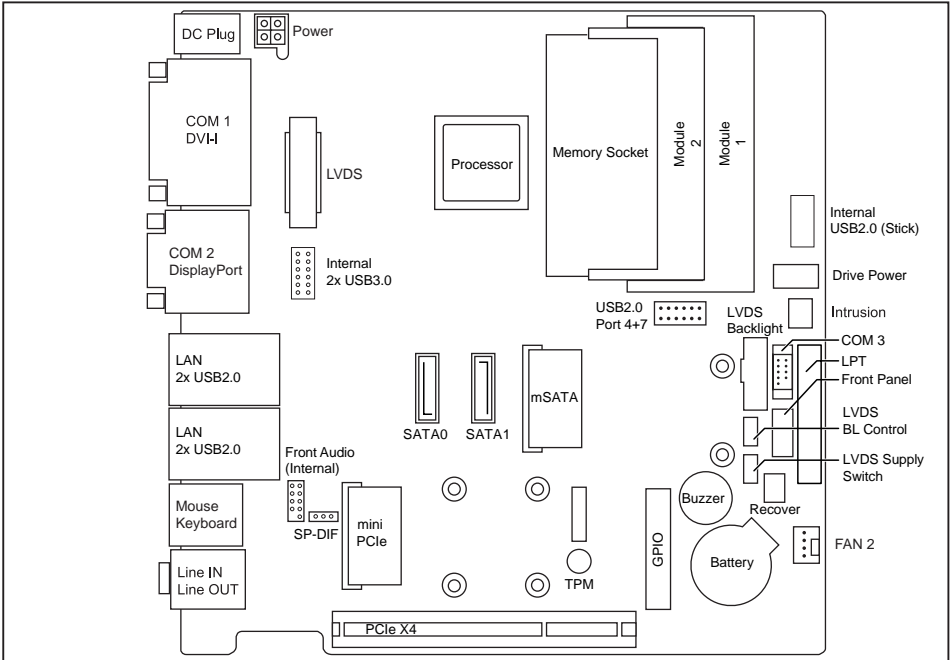 DC Plug
Power
COM 1
DVI-I
LVDS
Processor
Memory Socket
Module
2
Module
1
Internal
USB2.0 (Stick)
COM 2
DisplayPort
Internal
2x USB3.0
Drive Power
USB2.0
Port 4+7
LVDS
Backlight
Intrusion
COM 3
LPT
Front Panel
LAN
2x USB2.0
mSATA
SATA0
SATA1
LVDS
BL Control
LAN
2x USB2.0
Front Audio
(Internal)
LVDS Supply
Switch
Mouse
Keyboard
SP-DIF
mini
PCIe
Buzzer
Recover
GPIO
Battery
FAN 2
Line IN
Line OUT
TPM
PCIe X4